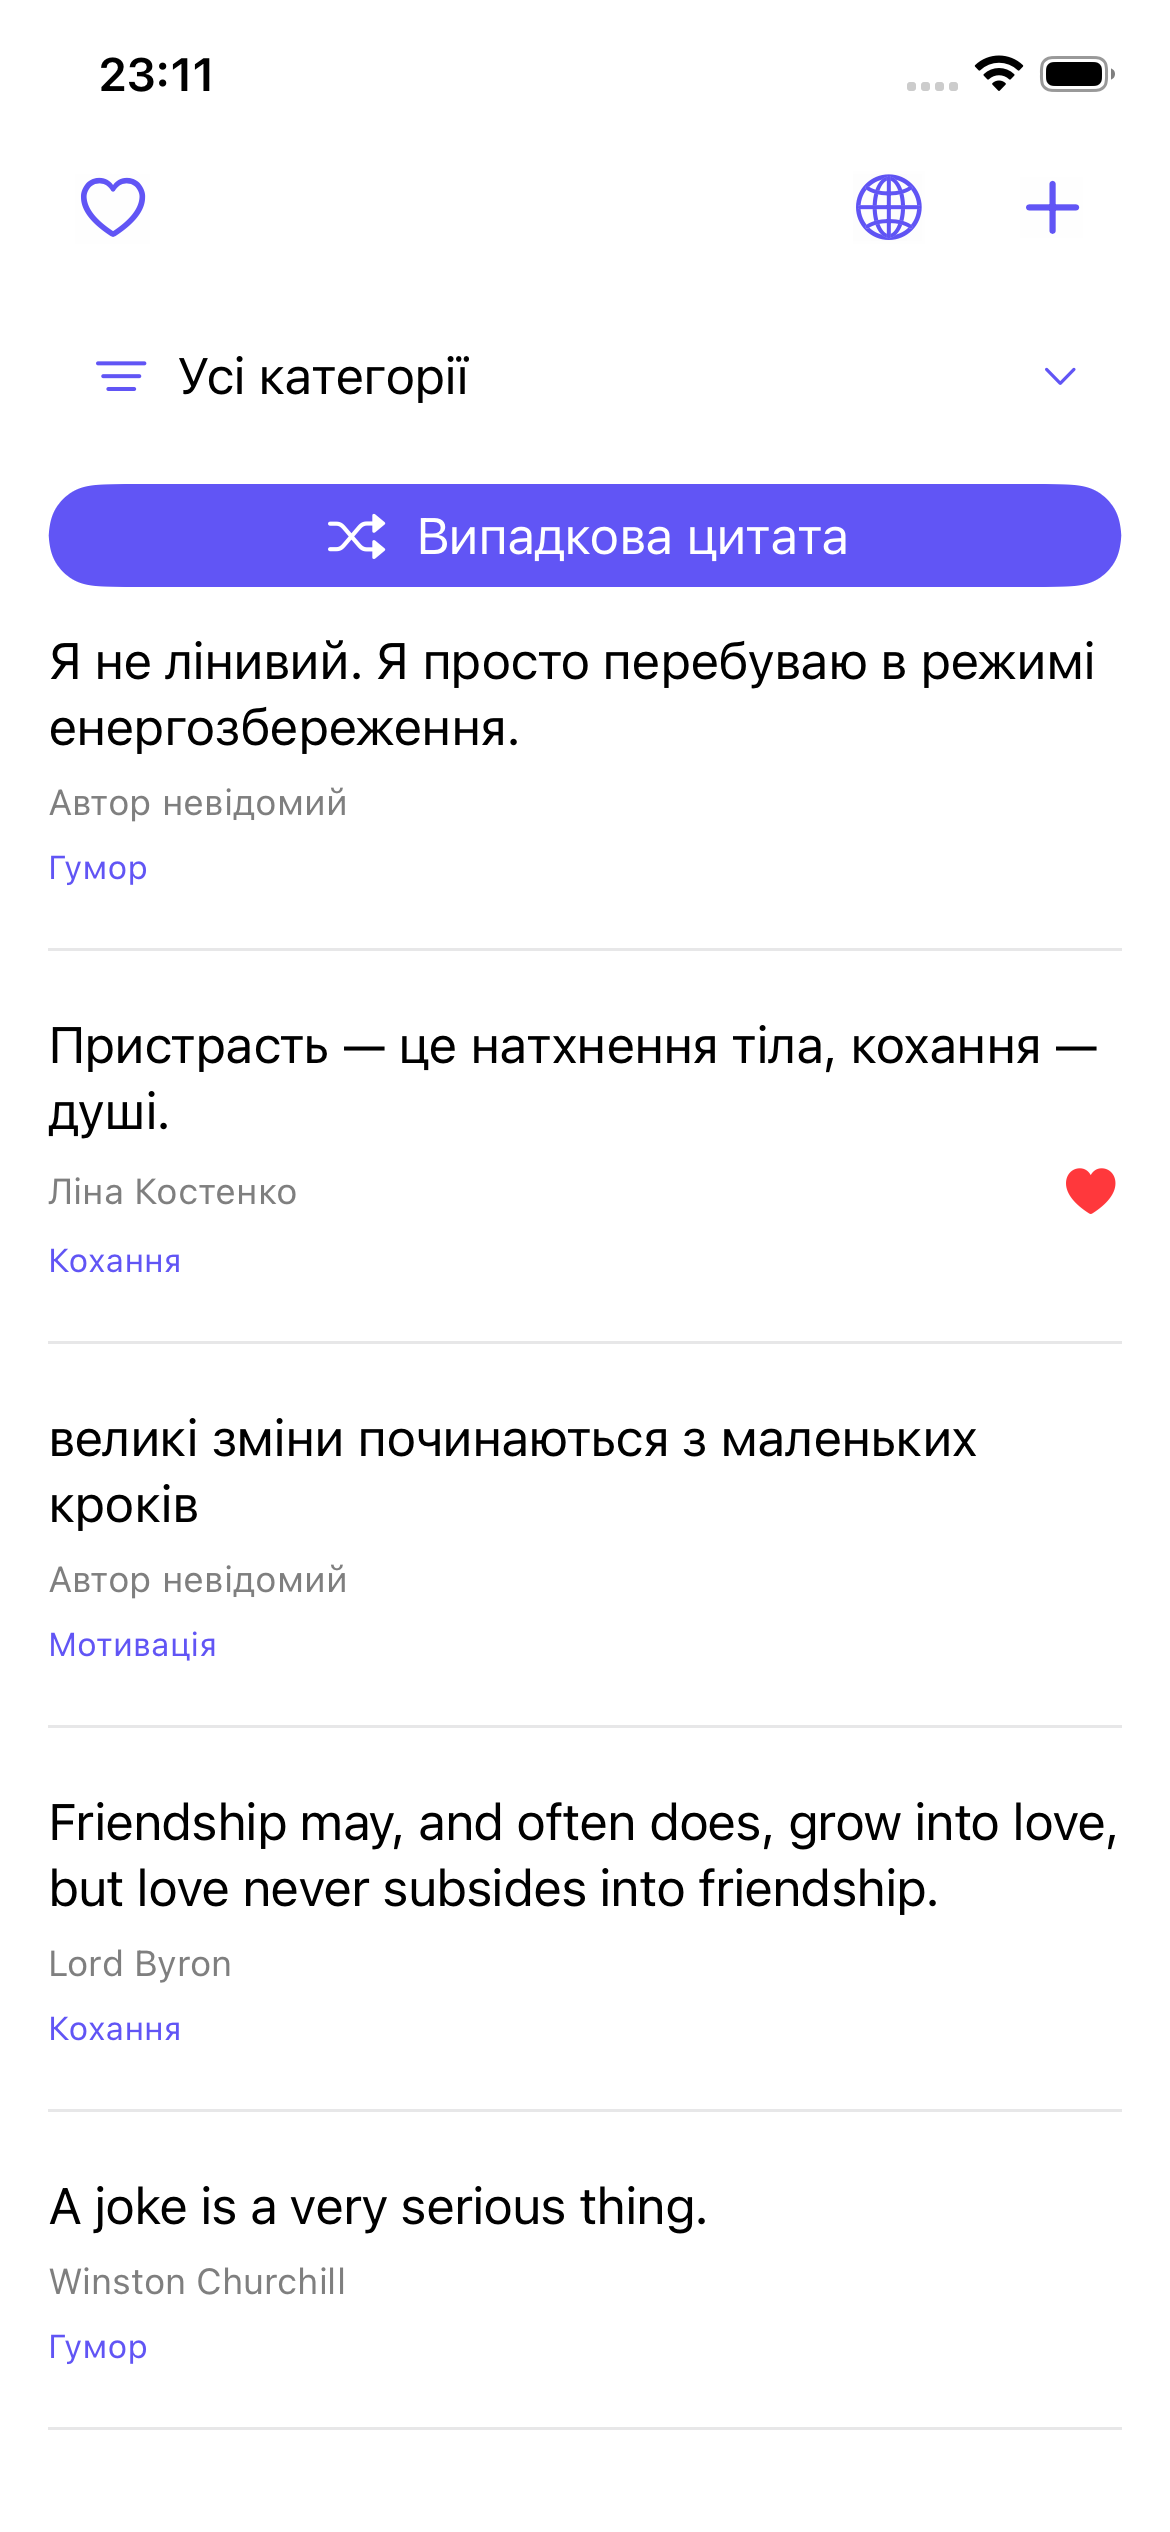 23:11
Усі категорії
Випадкова цитата
Я не лінивий. Я просто перебуваю в режимі
енергозбереження.
Автор невідомий
Гумор
Пристрасть — це натхнення тіла, кохання —
душі.
Ліна Костенко
Кохання
великі зміни починаються з маленьких
кроків
Автор невідомий
Мотивація
Friendship may, and often does, grow into love,
but love never subsides into friendship.
Lord Byron
Кохання
A joke is a very serious thing.
Winston Churchill
Гумор